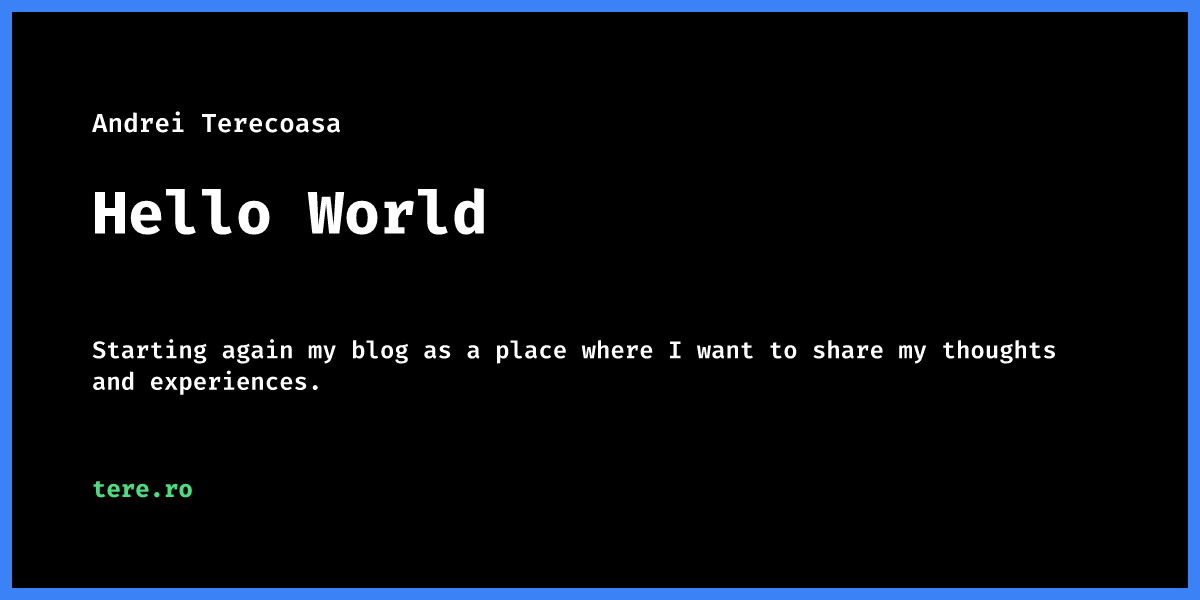 Andrei Terecoasa
Hello World
Starting again my blog as a place where I want to share my thoughts
and experiences.
tere.ro